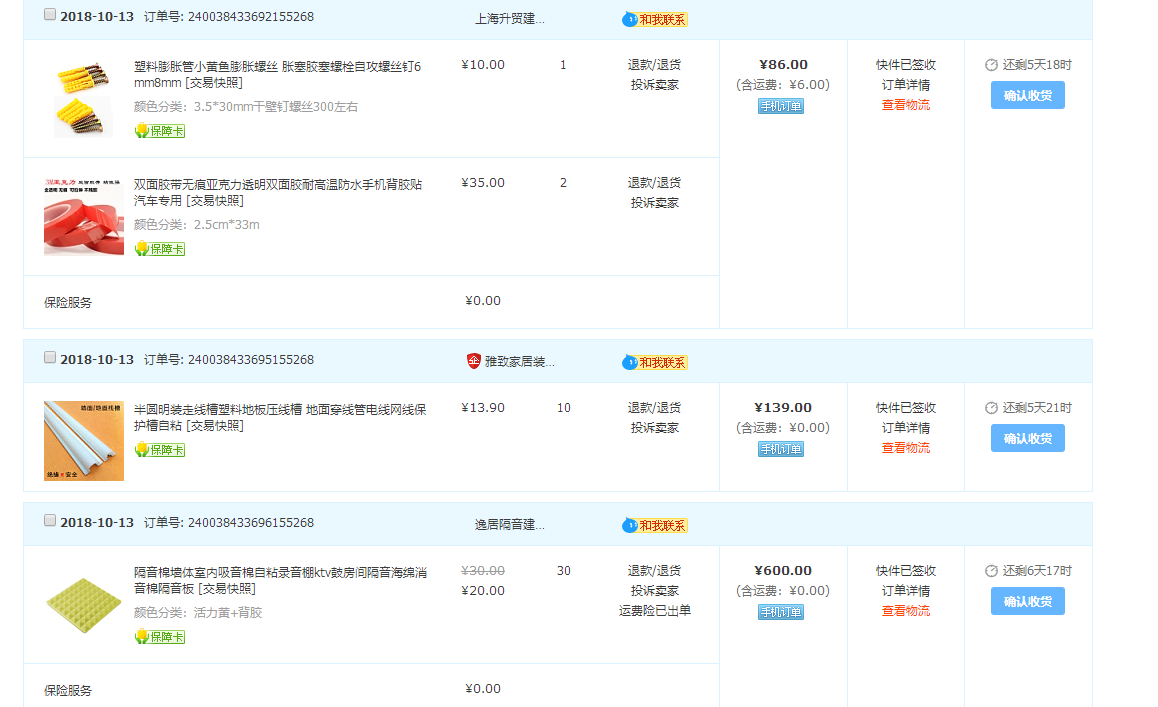 2018-10-13 订单号: 240038433692155268 上海升贸建... 和我联系
塑料膨胀管小黄鱼膨胀螺丝 胀塞胶塞螺栓自攻螺丝钉6 ¥10.00 1 退款/退货 ¥86.00 快件已签收 还剩5天18时
mm8mm [交易快照] 投诉卖家 (含运费: ¥6.00) 订单详情 确认收货
颜色分类: 3.5*30mm干壁钉螺丝300左右 手机订单 查看物流
保障卡
双面胶带无痕亚克力透明双面胶耐高温防水手机背胶贴 ¥35.00 2 退款/退货
汽车专用 [交易快照] 投诉卖家
颜色分类: 2.5cm*33m
保障卡
保险服务 ¥0.00
2018-10-13 订单号: 240038433695155268 企 雅致家居装... 和我联系
墙面/地面线槽
半圆明装走线槽塑料地板压线槽 地面穿线管电线网线保 ¥13.90 10 退款/退货 ¥139.00 快件已签收 还剩5天21时
护槽自粘 [交易快照] 投诉卖家 (含运费: ¥0.00) 订单详情 确认收货
保障卡 手机订单 查看物流
2018-10-13 订单号: 240038433696155268 逸居隔音建... 和我联系
隔音棉墙体室内吸音棉自粘录音棚ktv鼓房间隔音海绵消 ¥30.00 30 退款/退货 ¥600.00 快件已签收 还剩6天17时
音棉隔音板 [交易快照] ¥20.00 投诉卖家 (含运费: ¥0.00) 订单详情 确认收货
颜色分类: 活力黄+背胶 运费险已出单 手机订单 查看物流
保障卡
保险服务 ¥0.00